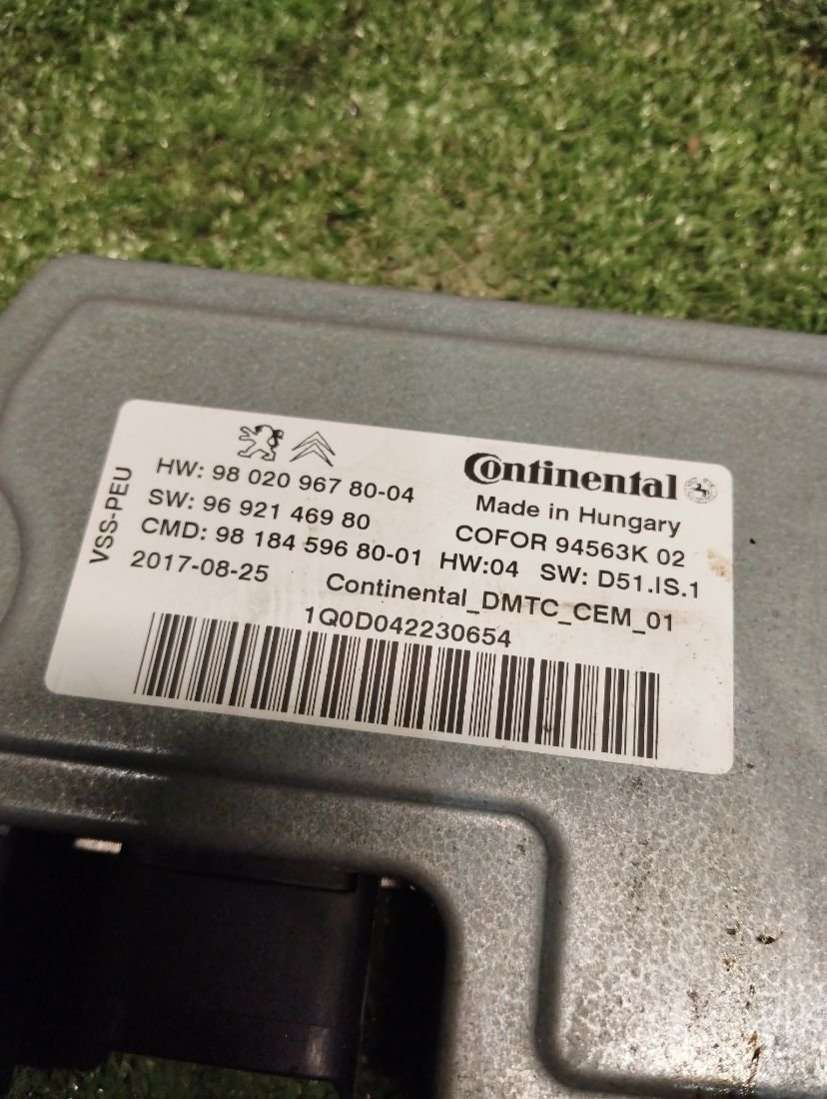 VSS-PEU
HW: 98 020 967 80-04
SW: 96 921 469 80
CMD: 98 184 596 80-01 HW:04 SW: D51.IS.1
2017-08-25
Continental
Made in Hungary
COFOR 94563K 02
Continental_DMTC_CEM_01
1Q0D042230654